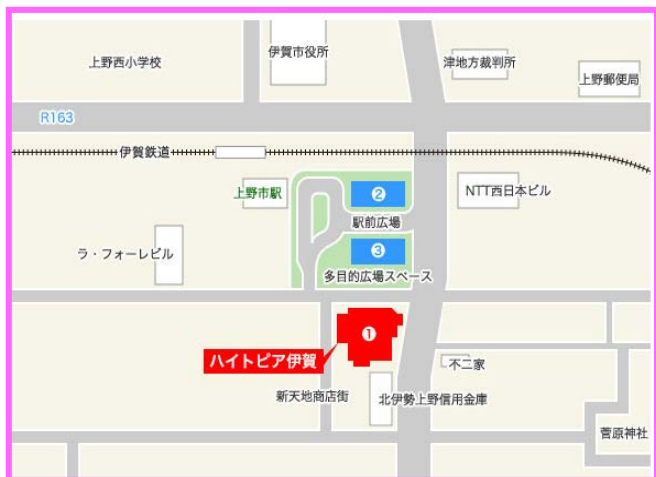 伊賀市役所
上野西小学校
津地方裁判所
上野郵便局
R163
伊賀鉄道
上野市駅
2
NTT西日本ビル
駅前広場
ラ・フォーレビル
3
多目的広場スペース
1
ハイトピア伊賀
不二家
新天地商店街
北伊勢上野信用金庫
菅原神社